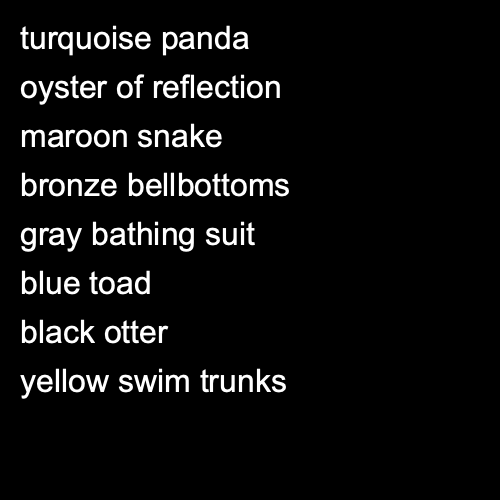 turquoise panda
oyster of reflection
maroon snake
bronze bellbottoms
gray bathing suit
blue toad
black otter
yellow swim trunks